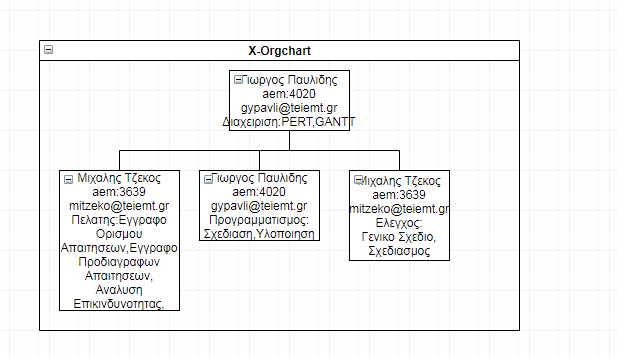 X-Orgchart
Γιωργος Παυλιδης
aem:4020
gypavli@teiemt.gr
Διαχειριση:PERT,GANTT
Μιχαλης Τζεκος
aem:3639
mitzeko@teiemt.gr
Πελατης:Εγγραφο
Ορισμου
Απαιτησεων,Εγγραφο
Προδιαγραφων
Απαιτησεων,
Αναλυση
Επικινδυνοτητας,
Γιωργος Παυλιδης
aem:4020
gypavli@teiemt.gr
Προγραμματισμος:
Σχεδιαση,Υλοποιηση
Μιχαλης Τζεκος
aem:3639
mitzeko@teiemt.gr
Ελεγχος:
Γενικο Σχεδιο,
Σχεδιασμος